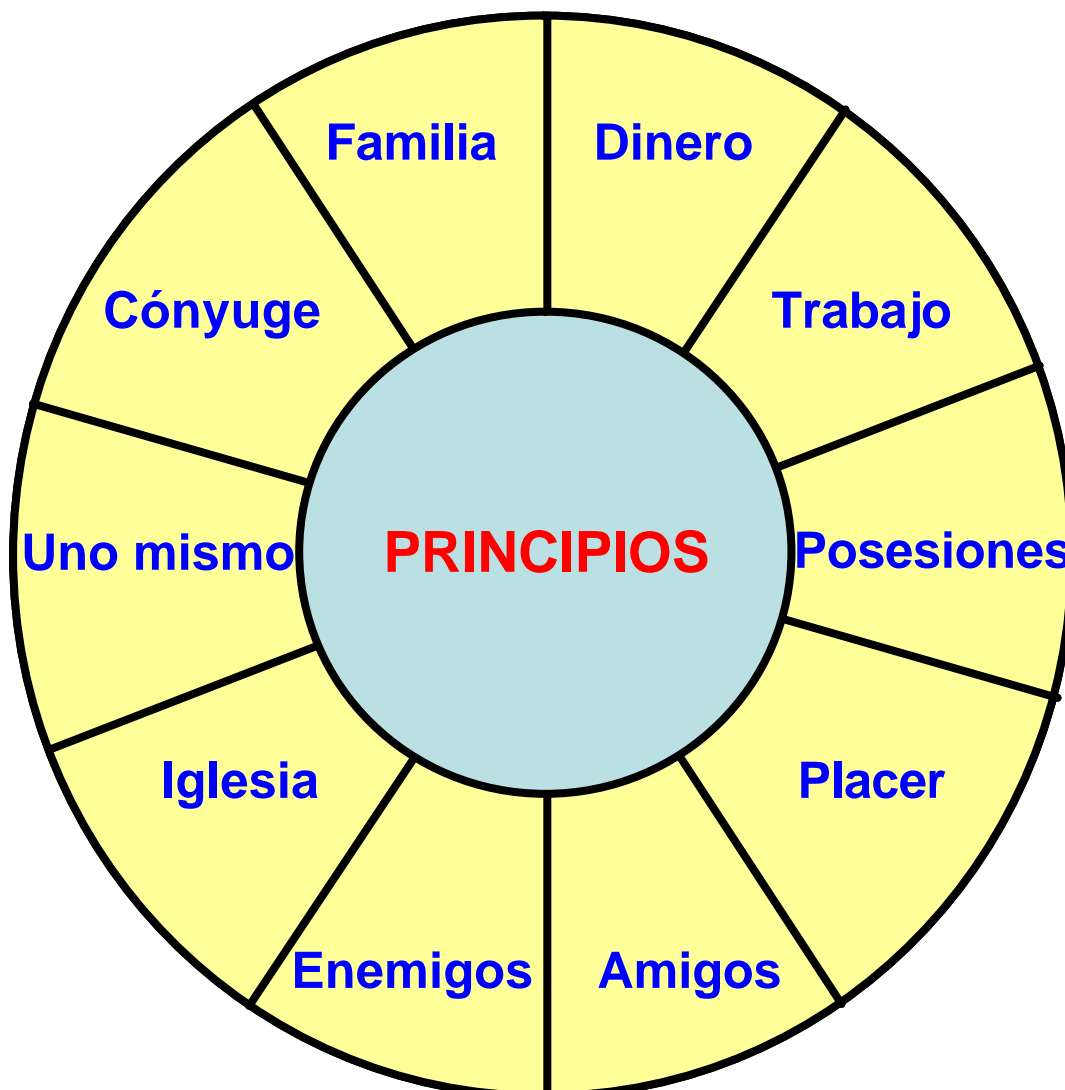 Familia
Dinero
Cónyuge
Trabajo
Uno mismo
PRINCIPIOS
Posesiones
Iglesia
Placer
Enemigos
Amigos